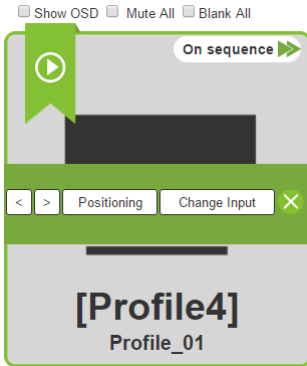 Show OSD Mute All Blank All
On sequence
< > Positioning Change Input
[Profile4]
Profile_01